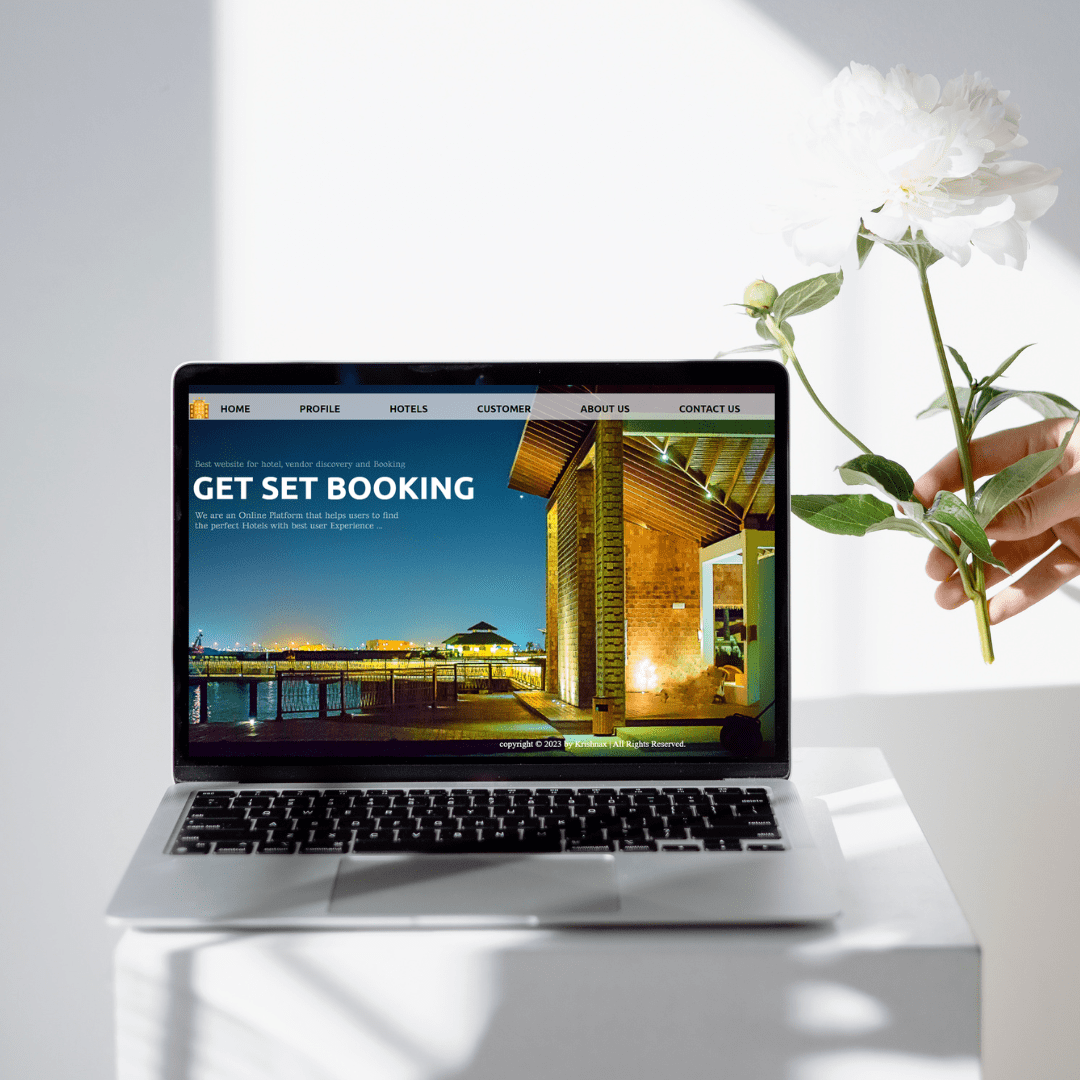 HOME PROFILE HOTELS CUSTOMER ABOUT US CONTACT US
Best website for hotel, vendor discovery and Booking
GET SET BOOKING
We are an Online Platform that helps users to find
the perfect Hotels with best user Experience ...
copyright © 2023 by Krishnax | All Rights Reserved.
delete
return